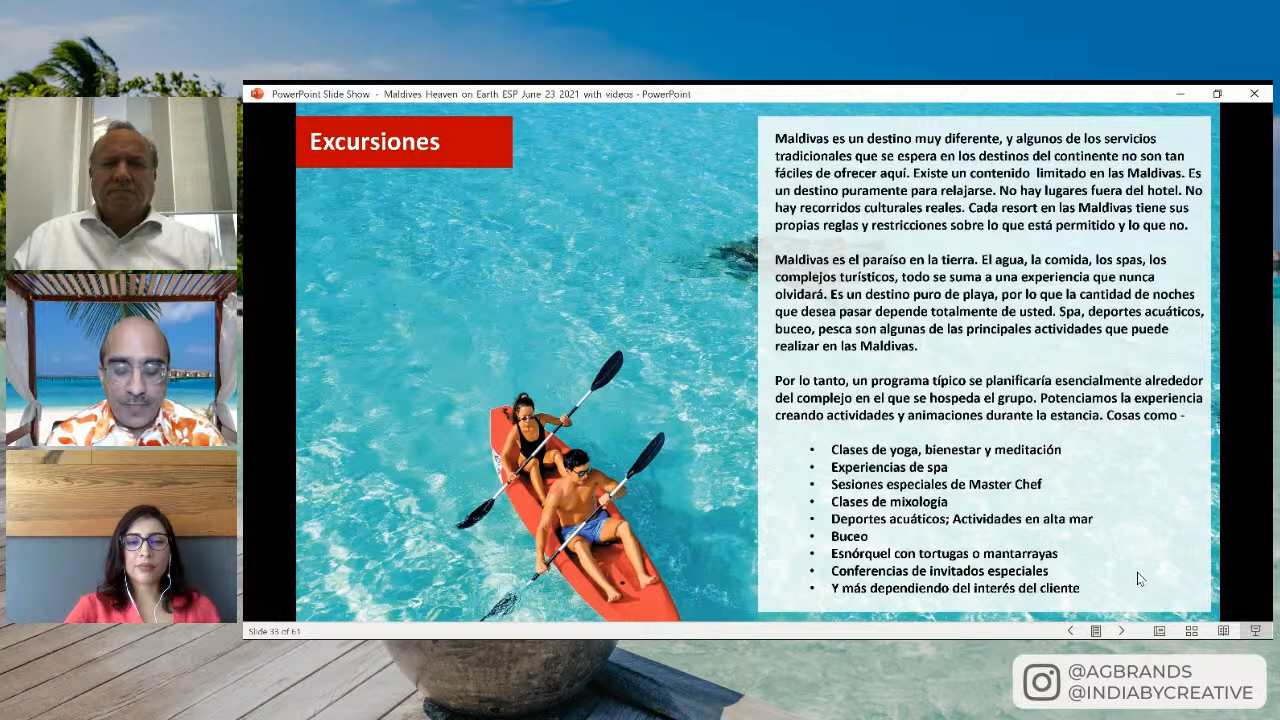 PowerPoint Slide Show - Maldives Heaven on Earth ESP June 23 2021 with videos - PowerPoint
Excursiones
Maldivas es un destino muy diferente, y algunos de los servicios
tradicionales que se espera en los destinos del continente no son tan
fáciles de ofrecer aquí. Existe un contenido limitado en las Maldivas. Es
un destino puramente para relajarse. No hay lugares fuera del hotel. No
hay recorridos culturales reales. Cada resort en las Maldivas tiene sus
propias reglas y restricciones sobre lo que está permitido y lo que no.
Maldivas es el paraíso en la tierra. El agua, la comida, los spas, los
complejos turísticos, todo se suma a una experiencia que nunca
olvidará. Es un destino puro de playa, por lo que la cantidad de noches
que desea pasar depende totalmente de usted. Spa, deportes acuáticos,
buceo, pesca son algunas de las principales actividades que puede
realizar en las Maldivas.
Por lo tanto, un programa típico se planificaría esencialmente alrededor
del complejo en el que se hospeda el grupo. Potenciamos la experiencia
creando actividades y animaciones durante la estancia. Cosas como -
• Clases de yoga, bienestar y meditación
• Experiencias de spa
• Sesiones especiales de Master Chef
• Clases de mixología
• Deportes acuáticos; Actividades en alta mar
• Buceo
• Esnórquel con tortugas o mantarrayas
• Conferencias de invitados especiales
• Y más dependiendo del interés del cliente
Slide 33 of 61
@AGBRANDS
@INDIABYCREATIVE